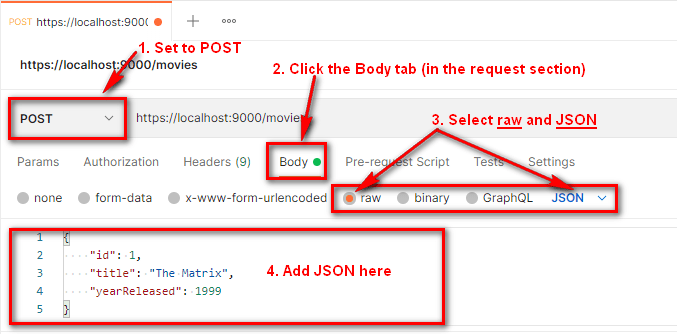 POST https://localhost:9000
1. Set to POST
https://localhost:9000/movies
2. Click the Body tab (in the request section)
POST
https://localhost:9000/movies
3. Select raw and JSON
Params Authorization Headers (9) Body Pre-request Script Tests Settings
none form-data x-www-form-urlencoded raw binary GraphQL JSON
1 {
2 "id": 1,
3 "title": "The Matrix",
4 "yearReleased": 1999
5 }
4. Add JSON here